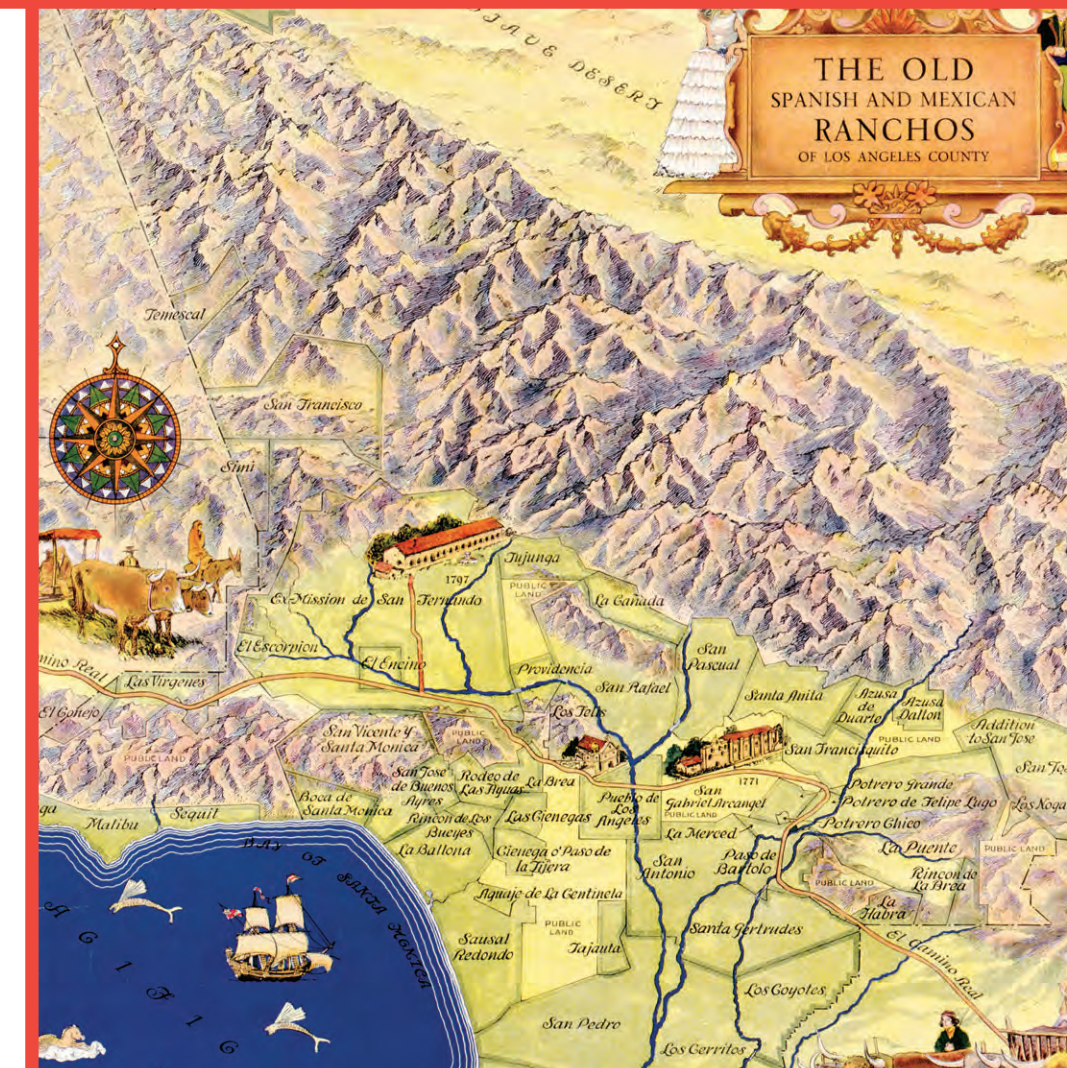 THE OLD
SPANISH AND MEXICAN
RANCHOS
OF LOS ANGELES COUNTY
DESERT
Temescal
San Francisco
Simi
Tujunga
1797
PUBLIC
LAND
Ex-Mission de San Fernando
La Cañada
El Escorpion
El Encino
San
Pascual
mino Real
Las Virgenes
Providencia
San Rafael
Santa Anita
Azusa
de
Duarte
Azusa
Dalton
El Conejo
Los Felis
Addition
to San Jose
San Vicente y
Santa Monica
PUBLIC
LAND
PUBLIC LAND
San Francisquito
PUBLIC LAND
San Jose
de Buenos
Ayres
Rodeo de
Las Aguas
La Brea
1771
Potrero Grande
Boca de
Santa Monica
Rincon de Los
Bueyes
Las Cienegas
Pueblo de
Los
Angeles
San
Gabriel Arcangel
PUBLIC LAND
Potrero de Felipe Lugo
Los Noga
Malibu
Sequit
La Merced
Potrero Chico
La Puente
PUBLIC LAND
BAY OF
SANTA MONICA
La Ballona
Cienega o' Paso de
la Tijera
San
Antonio
Paso de
Bartolo
PUBLIC LAND
Rincon de
La Brea
Aguaje de La Centinela
La
Habra
PUBLIC
LAND
Sausal
Redondo
Tajauta
Santa Gertrudes
El Camino Real
Los Coyotes
San Pedro
Los Cerritos
A C I F I C